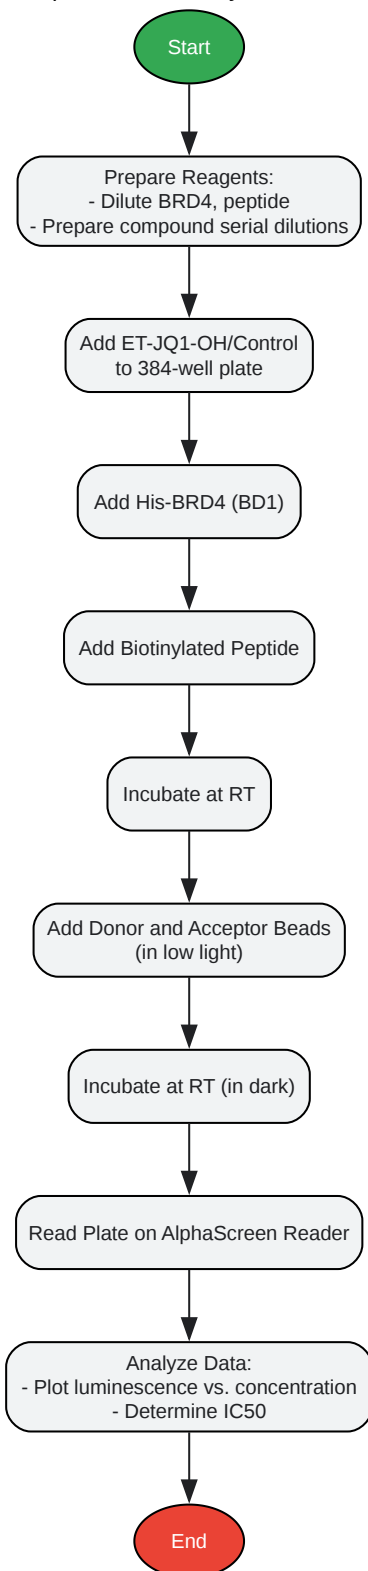 Start
Prepare Reagents:
- Dilute BRD4, peptide
- Prepare compound serial dilutions
Add ET-JQ1-OH/Control
to 384-well plate
Add His-BRD4 (BD1)
Add Biotinylated Peptide
Incubate at RT
Add Donor and Acceptor Beads
(in low light)
Incubate at RT (in dark)
Read Plate on AlphaScreen Reader
Analyze Data:
- Plot luminescence vs. concentration
- Determine IC50
End